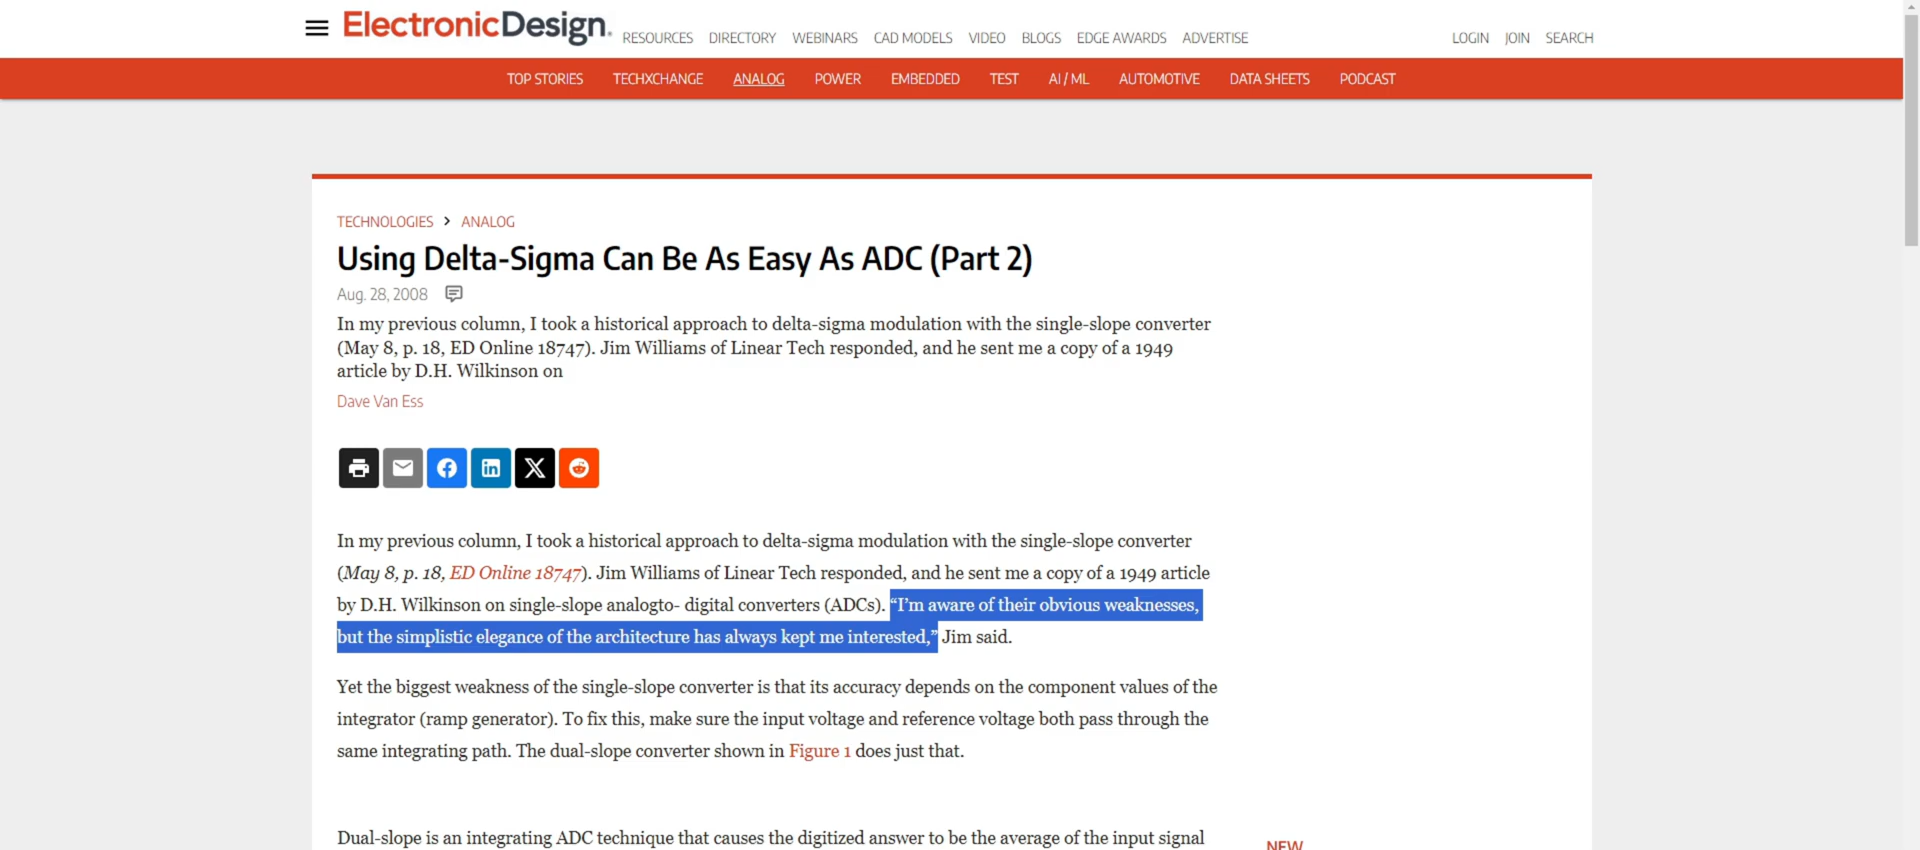 ElectronicDesign.
RESOURCES DIRECTORY WEBINARS CAD MODELS VIDEO BLOGS EDGE AWARDS ADVERTISE
LOGIN JOIN SEARCH
TOP STORIES TECHXCHANGE ANALOG POWER EMBEDDED TEST AI / ML AUTOMOTIVE DATA SHEETS PODCAST
TECHNOLOGIES > ANALOG
Using Delta-Sigma Can Be As Easy As ADC (Part 2)
Aug. 28, 2008
In my previous column, I took a historical approach to delta-sigma modulation with the single-slope converter
(May 8, p. 18, ED Online 18747). Jim Williams of Linear Tech responded, and he sent me a copy of a 1949
article by D.H. Wilkinson on
Dave Van Ess
In my previous column, I took a historical approach to delta-sigma modulation with the single-slope converter
(May 8, p. 18, ED Online 18747). Jim Williams of Linear Tech responded, and he sent me a copy of a 1949 article
by D.H. Wilkinson on single-slope analogto- digital converters (ADCs). “I’m aware of their obvious weaknesses,
but the simplistic elegance of the architecture has always kept me interested,” Jim said.
Yet the biggest weakness of the single-slope converter is that its accuracy depends on the component values of the
integrator (ramp generator). To fix this, make sure the input voltage and reference voltage both pass through the
same integrating path. The dual-slope converter shown in Figure 1 does just that.
Dual-slope is an integrating ADC technique that causes the digitized answer to be the average of the input signal
NEW